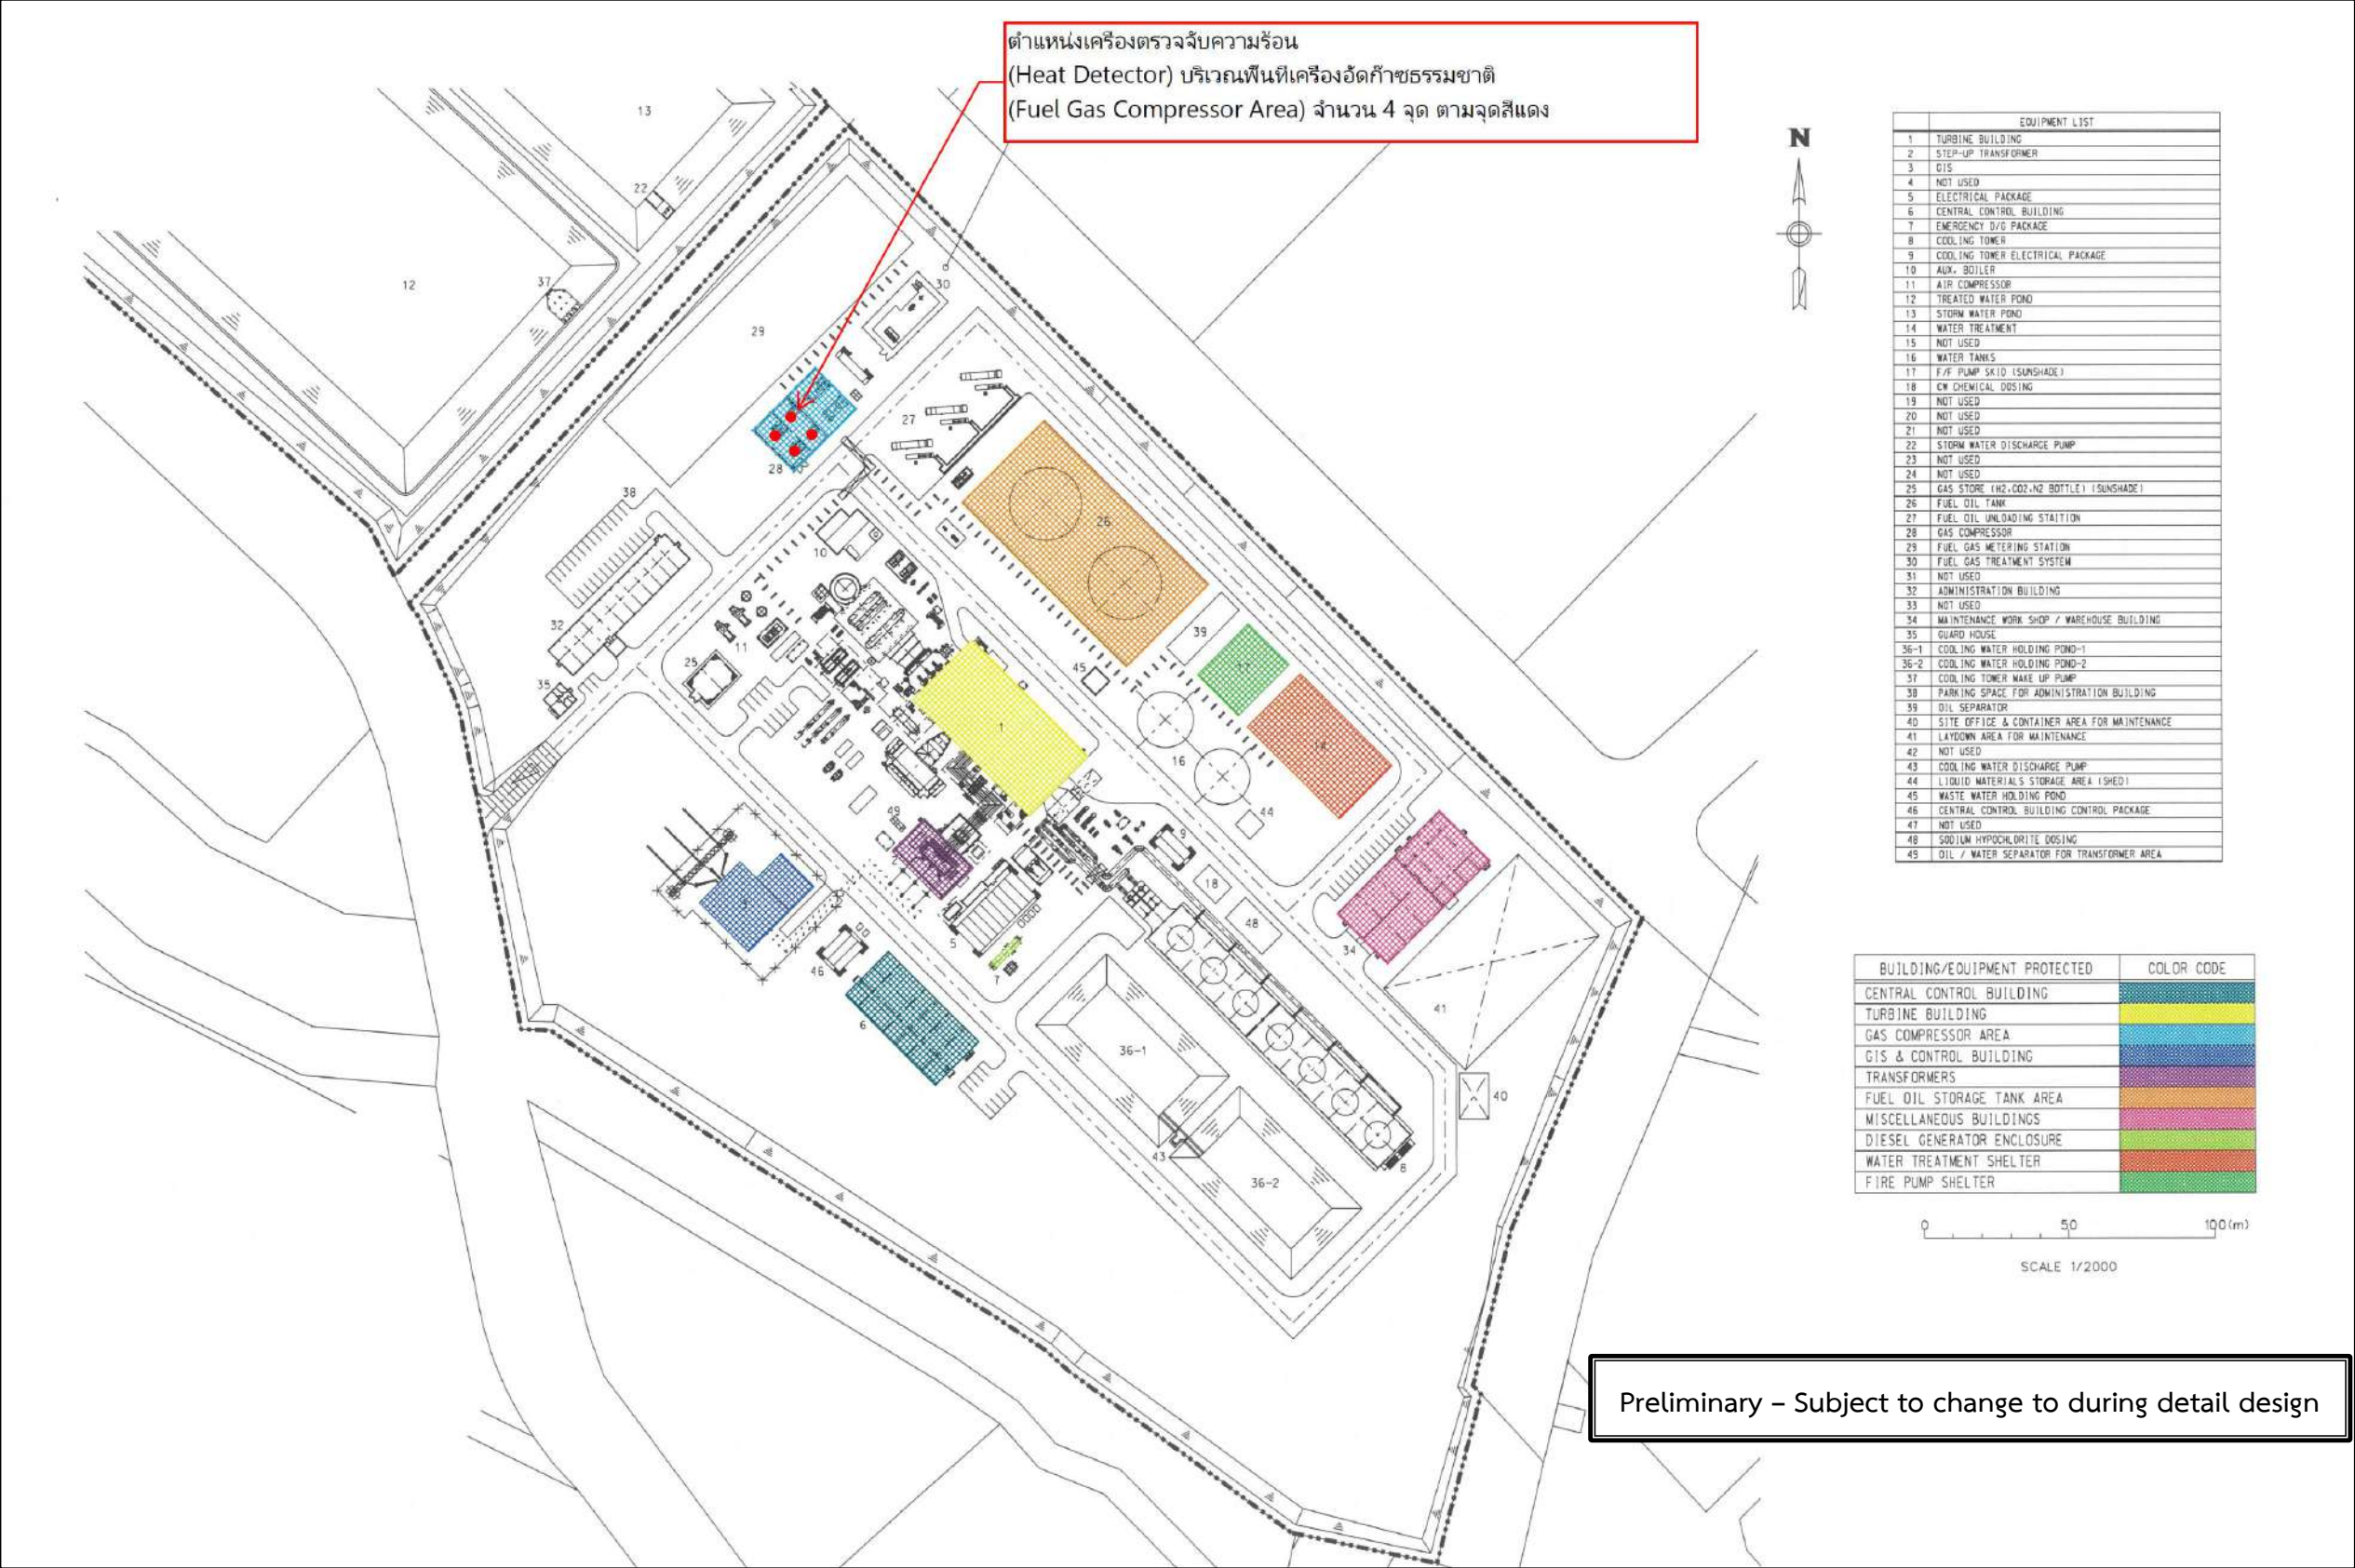 ตำแหน่งเครื่องตรวจจับความร้อน
(Heat Detector) บริเวณพื้นที่เครื่องอัดก๊าซธรรมชาติ
(Fuel Gas Compressor Area) จำนวน 4 จุด ตามจุดสีแดง
N
EQUIPMENT LIST
1 TURBINE BUILDING
2 STEP-UP TRANSFORMER
3 GIS
4 NOT USED
5 ELECTRICAL PACKAGE
6 CENTRAL CONTROL BUILDING
7 EMERGENCY D/G PACKAGE
8 COOLING TOWER
9 COOLING TOWER ELECTRICAL PACKAGE
10 AUX. BOILER
11 AIR COMPRESSOR
12 TREATED WATER POND
13 STORM WATER POND
14 WATER TREATMENT
15 NOT USED
16 WATER TANKS
17 F/F PUMP SKID (SUNSHADE)
18 CW CHEMICAL DOSING
19 NOT USED
20 NOT USED
21 NOT USED
22 STORM WATER DISCHARGE PUMP
23 NOT USED
24 NOT USED
25 GAS STORE (H2.CO2.N2 BOTTLE) (SUNSHADE)
26 FUEL OIL TANK
27 FUEL OIL UNLOADING STAITION
28 GAS COMPRESSOR
29 FUEL GAS METERING STATION
30 FUEL GAS TREATMENT SYSTEM
31 NOT USED
32 ADMINISTRATION BUILDING
33 NOT USED
34 MAINTENANCE WORK SHOP / WAREHOUSE BUILDING
35 GUARD HOUSE
36-1 COOLING WATER HOLDING POND-1
36-2 COOLING WATER HOLDING POND-2
37 COOLING TOWER MAKE UP PUMP
38 PARKING SPACE FOR ADMINISTRATION BUILDING
39 OIL SEPARATOR
40 SITE OFFICE & CONTAINER AREA FOR MAINTENANCE
41 LAYDOWN AREA FOR MAINTENANCE
42 NOT USED
43 COOLING WATER DISCHARGE PUMP
44 LIQUID MATERIALS STORAGE AREA (SHED)
45 WASTE WATER HOLDING POND
46 CENTRAL CONTROL BUILDING CONTROL PACKAGE
47 NOT USED
48 SODIUM HYPOCHLORITE DOSING
49 OIL / WATER SEPARATOR FOR TRANSFORMER AREA
13
22
12
37
30
29
27
28
38
26
10
32
39
17
11
25
45
35
1
14
16
49
44
9
2
18
3
48
5
34
46
7
41
6
36-1
40
43
8
36-2
BUILDING/EQUIPMENT PROTECTED COLOR CODE
CENTRAL CONTROL BUILDING
TURBINE BUILDING
GAS COMPRESSOR AREA
GIS & CONTROL BUILDING
TRANSFORMERS
FUEL OIL STORAGE TANK AREA
MISCELLANEOUS BUILDINGS
DIESEL GENERATOR ENCLOSURE
WATER TREATMENT SHELTER
FIRE PUMP SHELTER
0 50 100(m)
SCALE 1/2000
Preliminary – Subject to change to during detail design